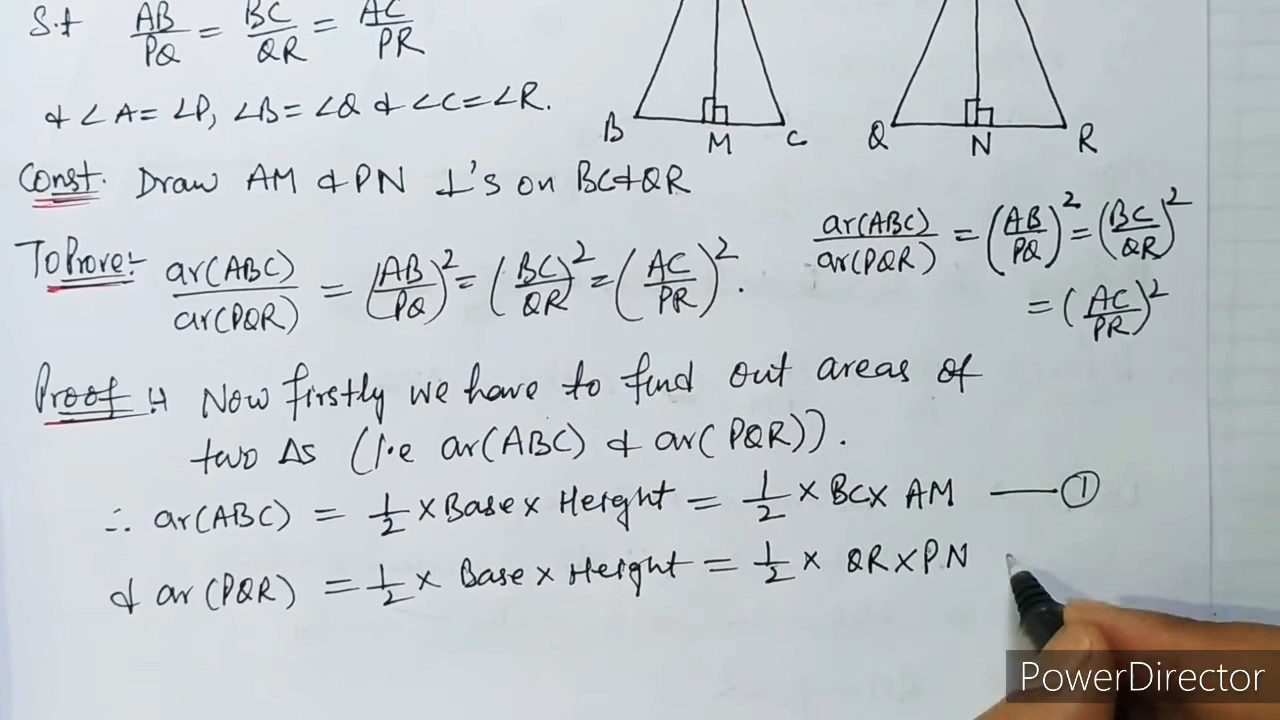 S.t AB/PQ = BC/QR = AC/PR
& ∠A = ∠P, ∠B = ∠Q & ∠C = ∠R.
B M C
Q N R
Const. Draw AM & PN ⊥'s on BC & QR
To Prove:- ar(ABC)/ar(PQR) = (AB/PQ)² = (BC/QR)² = (AC/PR)².
ar(ABC)/ar(PQR) = (AB/PQ)² = (BC/QR)²
= (AC/PR)²
Proof :- Now firstly we have to find out areas of
two Δs (i.e ar(ABC) & ar(PQR)).
∴ ar(ABC) = 1/2 × Base × Height = 1/2 × BC × AM —— ①
& ar(PQR) = 1/2 × Base × Height = 1/2 × QR × PN
PowerDirector